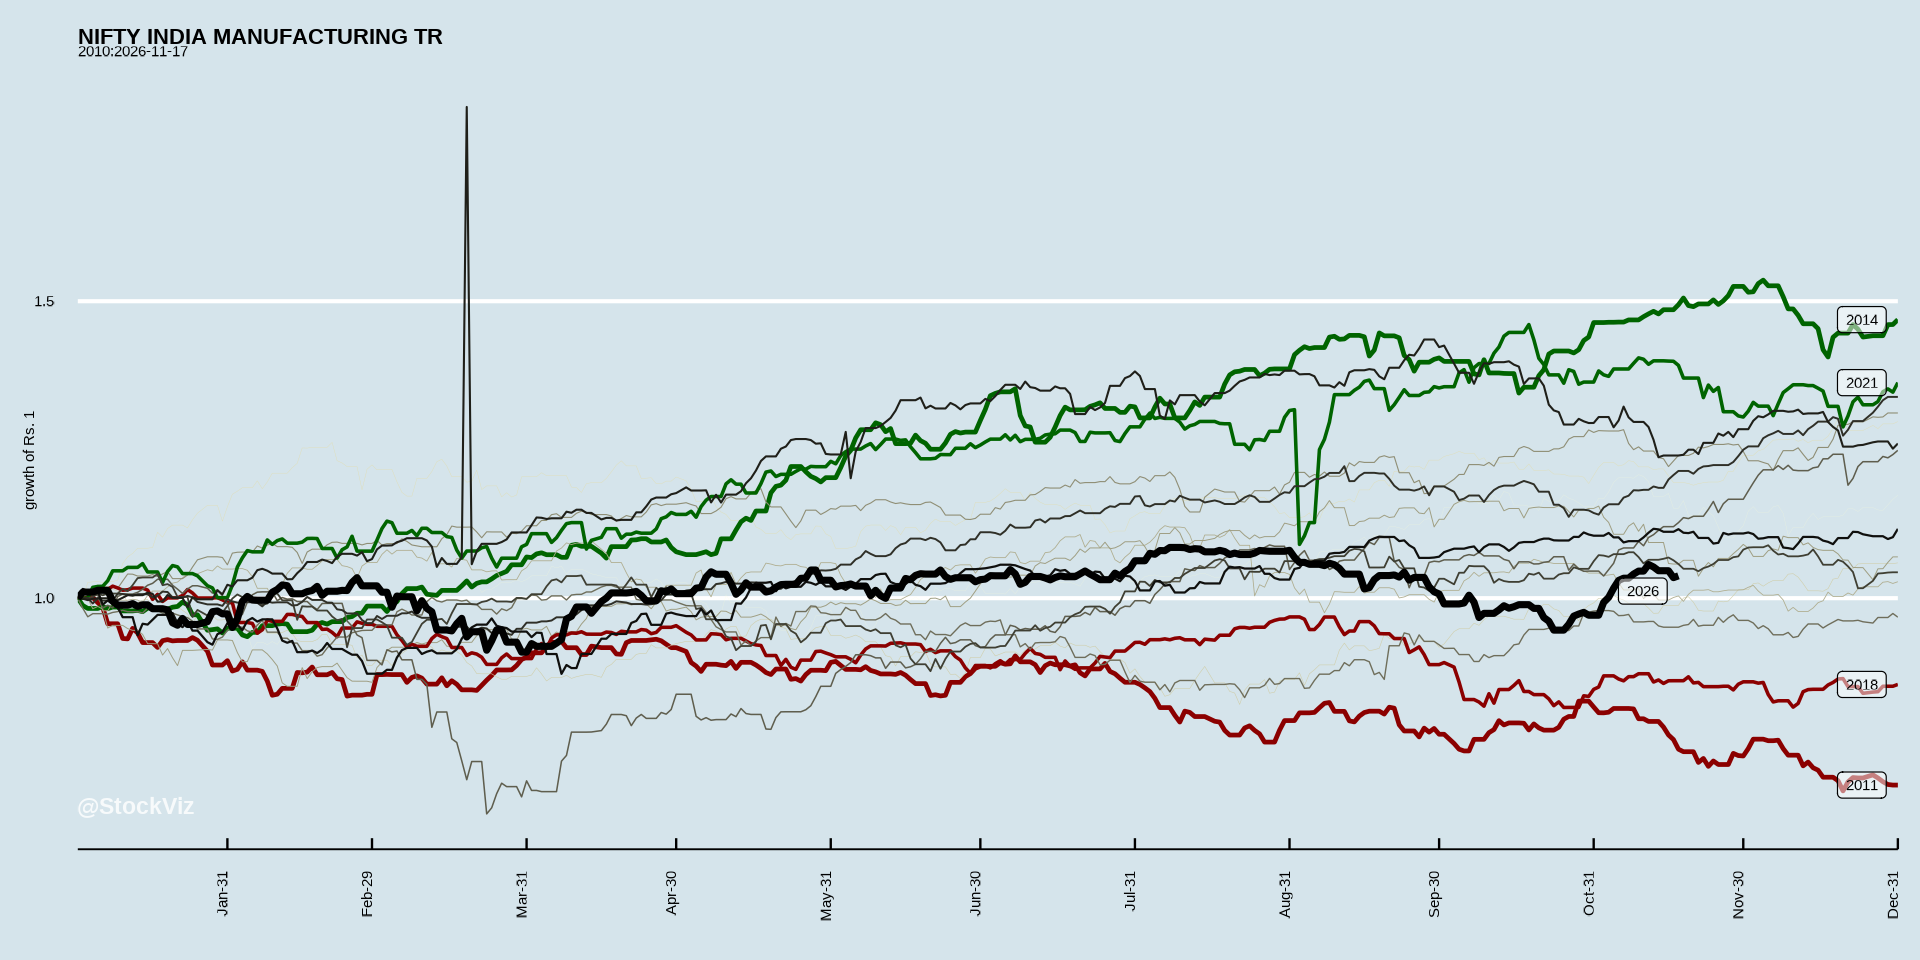 NIFTY INDIA MANUFACTURING TR
2010:2026-11-17
1.5
1.0
growth of Rs. 1
2014
2021
2026
2018
2011
@StockViz
Jan-31
Feb-29
Mar-31
Apr-30
May-31
Jun-30
Jul-31
Aug-31
Sep-30
Oct-31
Nov-30
Dec-31